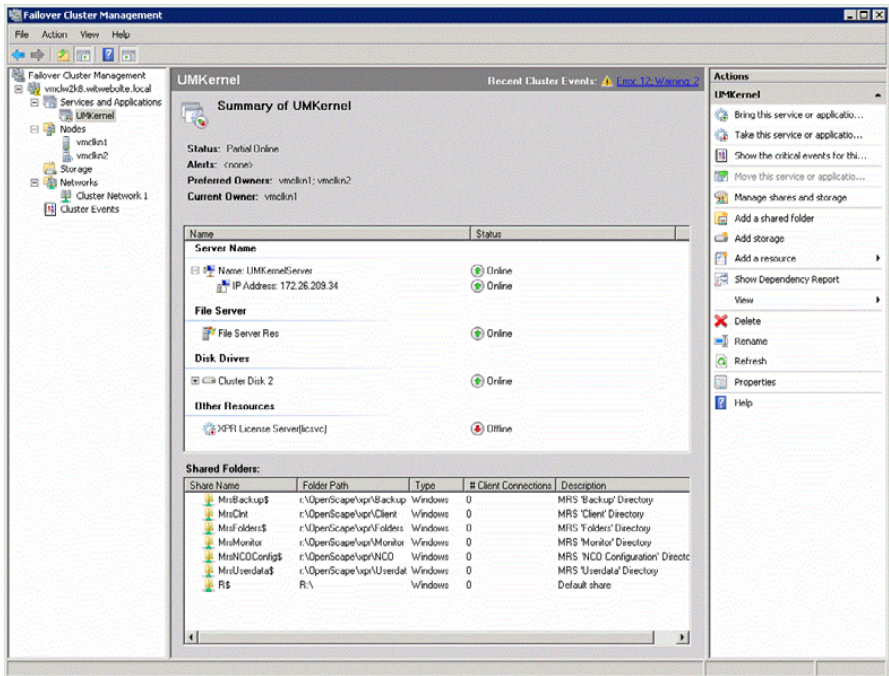 Failover Cluster Management
File Action View Help
Failover Cluster Management
vmclw2k8.witwebolte.local
Services and Applications
UMKernel
Nodes
vmclkn1
vmclkn2
Storage
Networks
Cluster Network 1
Cluster Events
UMKernel Recent Cluster Events: Error: 12, Warning: 2
Summary of UMKernel
Status: Partial Online
Alerts: <none>
Preferred Owners: vmclkn1; vmclkn2
Current Owner: vmclkn1
Name Status
Server Name
Name: UMKernelServer Online
IP Address: 172.26.209.34 Online
File Server
File Server Res Online
Disk Drives
Cluster Disk 2 Online
Other Resources
XPR License Server(licsvc) Offline
Shared Folders:
Share Name Folder Path Type # Client Connections Description
MrsBackup$ r:\OpenScape\xpr\Backup Windows 0 MRS 'Backup' Directory
MrsClnt r:\OpenScape\xpr\Client Windows 0 MRS 'Client' Directory
MrsFolders$ r:\OpenScape\xpr\Folders Windows 0 MRS 'Folders' Directory
MrsMonitor r:\OpenScape\xpr\Monitor Windows 0 MRS 'Monitor' Directory
MrsNCOConfig$ r:\OpenScape\xpr\NCO Windows 0 MRS 'NCO Configuration' Directo
MrsUserdata$ r:\OpenScape\xpr\Userdat Windows 0 MRS 'Userdata' Directory
R$ R:\ Windows 0 Default share
Actions
UMKernel
Bring this service or applicatio...
Take this service or applicatio...
Show the critical events for thi...
Move this service or applicatio...
Manage shares and storage
Add a shared folder
Add storage
Add a resource
Show Dependency Report
View
Delete
Rename
Refresh
Properties
Help